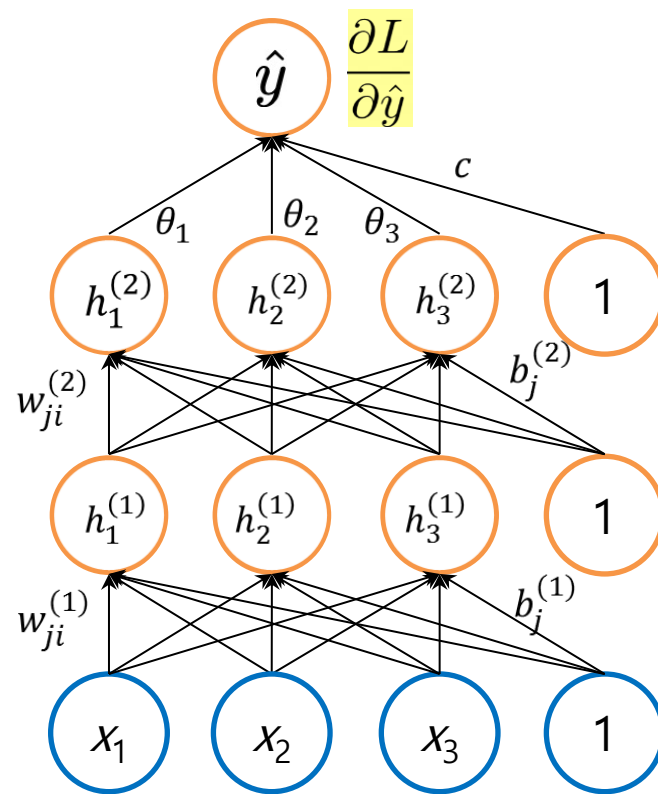 ŷ ∂L/∂ŷ
c
θ₁ θ₂ θ₃
h₁⁽²⁾ h₂⁽²⁾ h₃⁽²⁾ 1
wⱼᵢ⁽²⁾ bⱼ⁽²⁾
h₁⁽¹⁾ h₂⁽¹⁾ h₃⁽¹⁾ 1
wⱼᵢ⁽¹⁾ bⱼ⁽¹⁾
x₁ x₂ x₃ 1